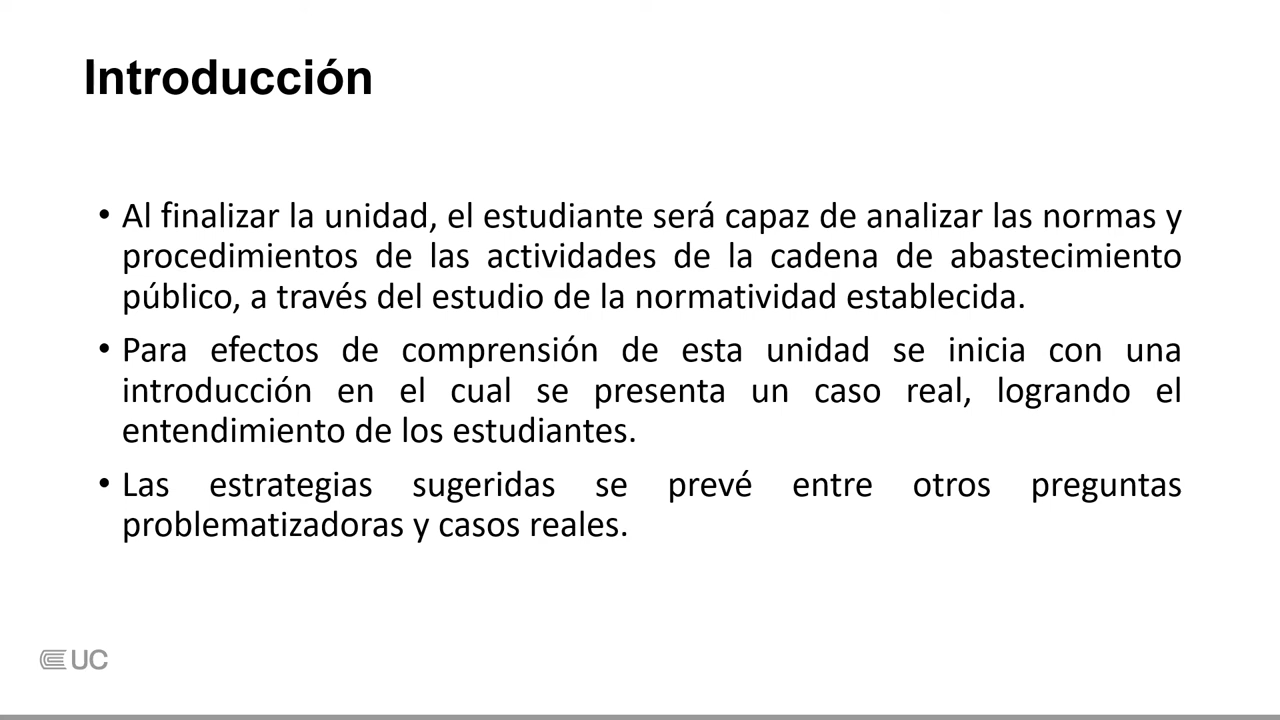 Introducción
• Al finalizar la unidad, el estudiante será capaz de analizar las normas y
procedimientos de las actividades de la cadena de abastecimiento
público, a través del estudio de la normatividad establecida.
• Para efectos de comprensión de esta unidad se inicia con una
introducción en el cual se presenta un caso real, logrando el
entendimiento de los estudiantes.
• Las estrategias sugeridas se prevé entre otros preguntas
problematizadoras y casos reales.
UC